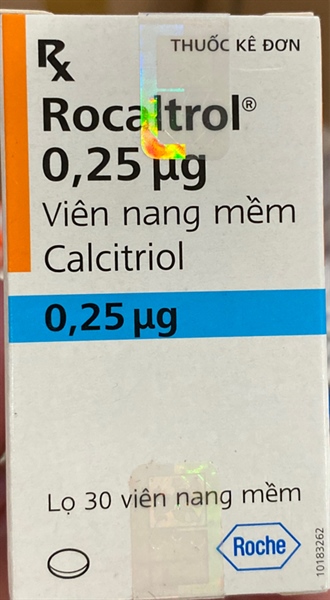 Rx
THUỐC KÊ ĐƠN
Rocaltrol®
0,25 µg
Viên nang mềm
Calcitriol
0,25 µg
Lọ 30 viên nang mềm
Roche
10183262